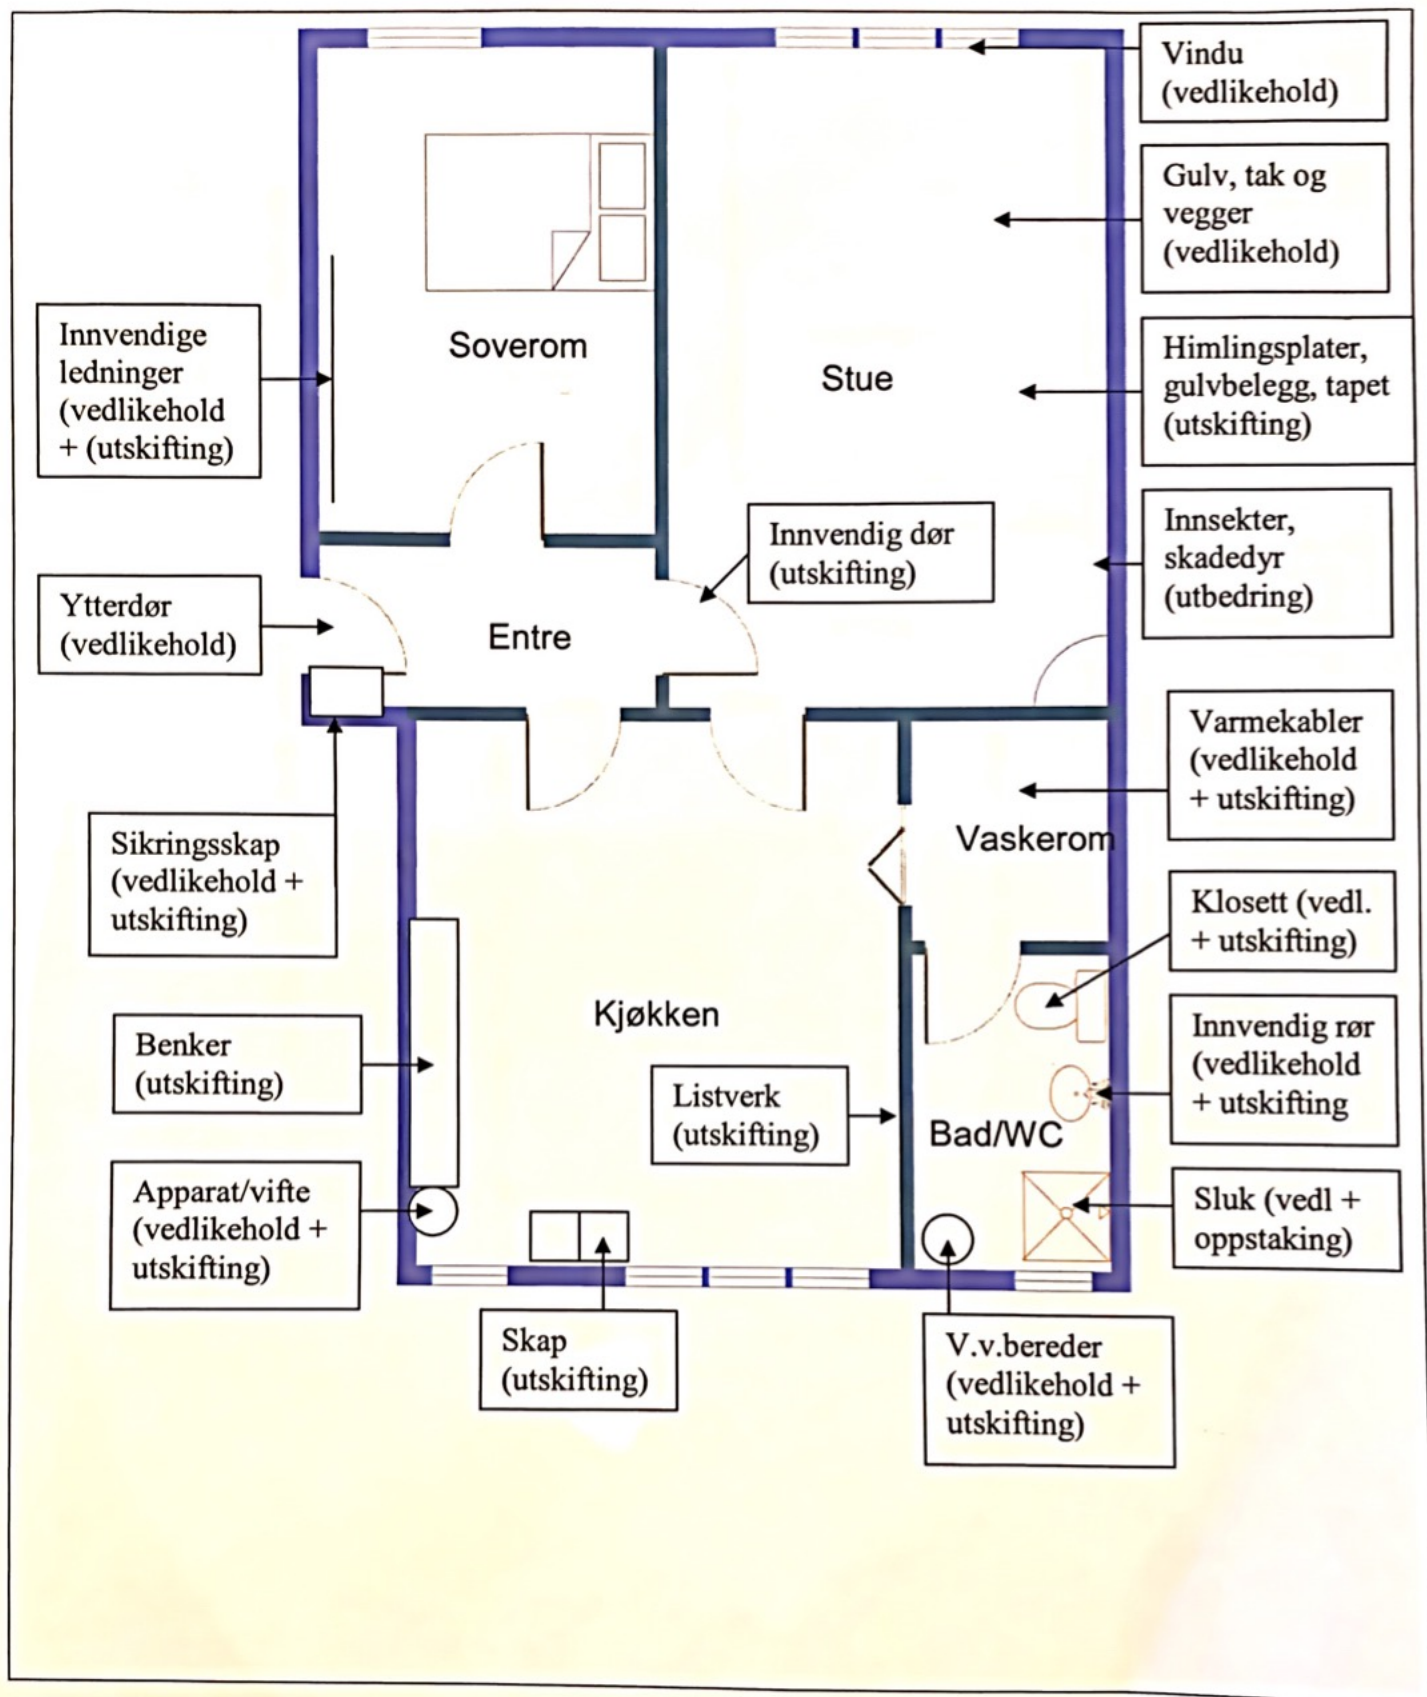 Vindu
(vedlikehold)
Gulv, tak og
vegger
(vedlikehold)
Innvendige
ledninger
(vedlikehold
+ (utskifting)
Soverom
Stue
Himlingsplater,
gulvbelegg, tapet
(utskifting)
Innvendig dør
(utskifting)
Innsekter,
skadedyr
(utbedring)
Ytterdør
(vedlikehold)
Entre
Varmekabler
(vedlikehold
+ utskifting)
Sikringsskap
(vedlikehold +
utskifting)
Vaskerom
Klosett (vedl.
+ utskifting)
Kjøkken
Benker
(utskifting)
Innvendig rør
(vedlikehold
+ utskifting
Listverk
(utskifting)
Bad/WC
Apparat/vifte
(vedlikehold +
utskifting)
Sluk (vedl +
oppstaking)
Skap
(utskifting)
V.v.bereder
(vedlikehold +
utskifting)